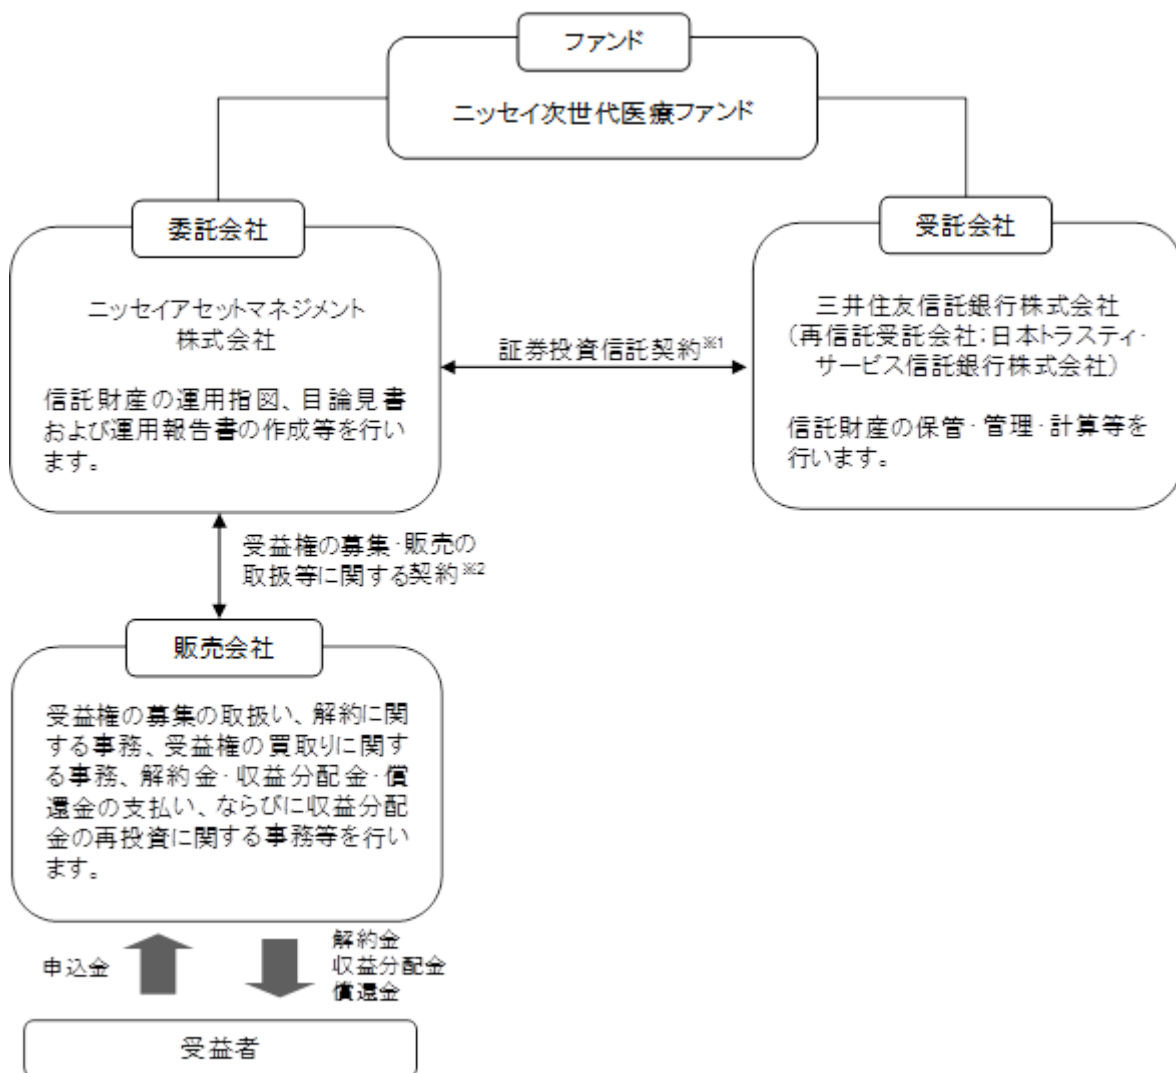 ファンド
ニッセイ次世代医療ファンド
委託会社
ニッセイアセットマネジメント
株式会社
信託財産の運用指図、目論見書
および運用報告書の作成等を行い
ます。
証券投資信託契約※1
受託会社
三井住友信託銀行株式会社
(再信託受託会社:日本トラスティ・
サービス信託銀行株式会社)
信託財産の保管・管理・計算等を
行います。
受益権の募集・販売の
取扱等に関する契約※2
販売会社
受益権の募集の取扱い、解約に関
する事務、受益権の買取りに関す
る事務、解約金・収益分配金・償
還金の支払い、ならびに収益分配
金の再投資に関する事務等を行い
ます。
申込金
解約金
収益分配金
償還金
受益者